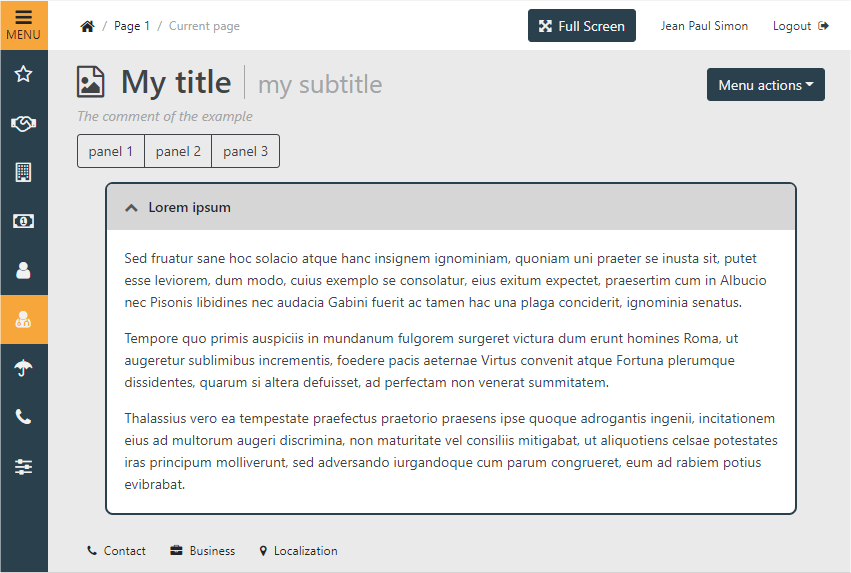 MENU
/ Page 1 / Current page
Full Screen
Jean Paul Simon
Logout
My title
my subtitle
Menu actions
The comment of the example
panel 1
panel 2
panel 3
Lorem ipsum
Sed fruatur sane hoc solacio atque hanc insignem ignominiam, quoniam uni praeter se inusta sit, putet
esse leviorem, dum modo, cuius exemplo se consolatur, eius exitum expectet, praesertim cum in Albucio
nec Pisonis libidines nec audacia Gabini fuerit ac tamen hac una plaga conciderit, ignominia senatus.
Tempore quo primis auspiciis in mundanum fulgorem surgeret victura dum erunt homines Roma, ut
augeretur sublimibus incrementis, foedere pacis aeternae Virtus convenit atque Fortuna plerumque
dissidentes, quarum si altera defuisset, ad perfectam non venerat summitatem.
Thalassius vero ea tempestate praefectus praetorio praesens ipse quoque adrogantis ingenii, incitationem
eius ad multorum augeri discrimina, non maturitate vel consiliis mitigabat, ut aliquotiens celsae potestates
iras principum molliverunt, sed adversando iurgandoque cum parum congrueret, eum ad rabiem potius
evibrabat.
Contact
Business
Localization